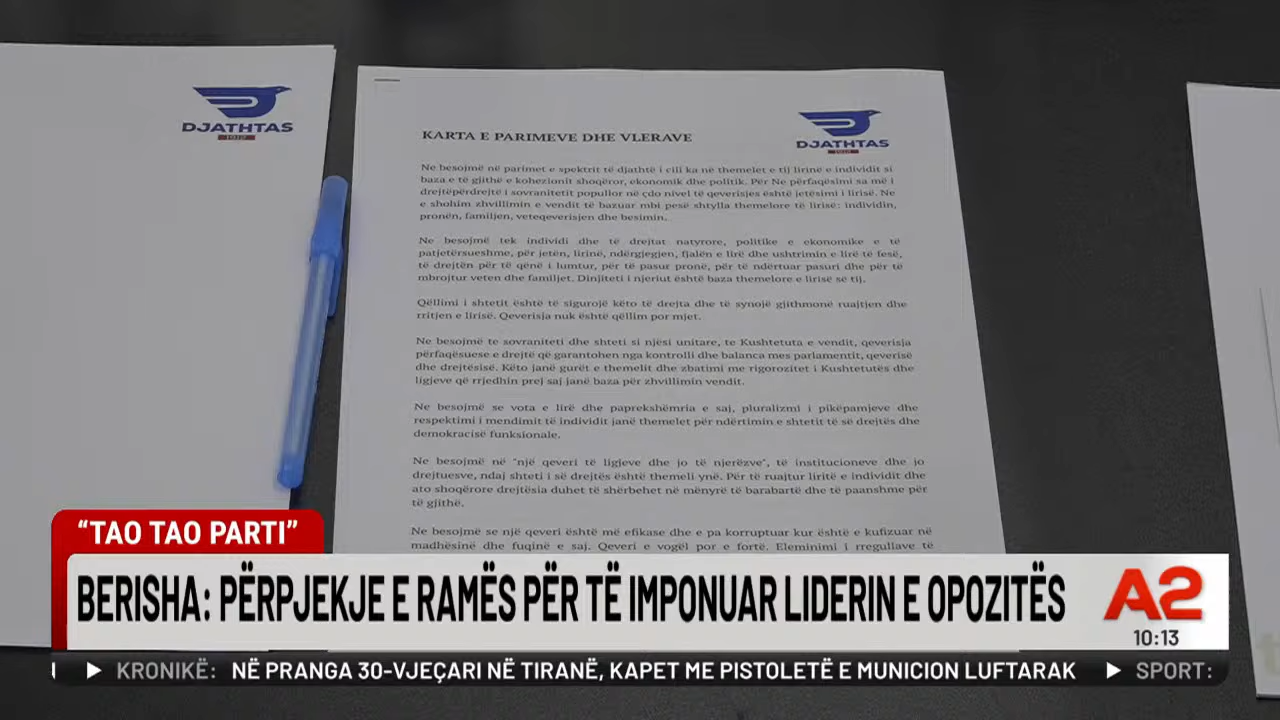 DJATHTAS
1912
KARTA E PARIMEVE DHE VLERAVE
DJATHTAS
1912
Ne besojmë në parimet e spektrit të djathtë i cili ka në themelet e tij lirinë e individit si
baza e të gjithë e kohezionit shoqëror, ekonomik dhe politik. Për Ne përfaqësimi sa më i
drejtëpërdrejtë i sovranitetit popullor në çdo nivel të qeverisjes është jetësimi i lirisë. Ne
e shohim zhvillimin e vendit të bazuar mbi pesë shtylla themelore të lirisë: individin,
pronën, familjen, veteqeverisjen dhe besimin.
Ne besojmë tek individi dhe të drejtat natyrore, politike e ekonomike e të
patjetërsueshme, për jetën, lirinë, ndërgjegjen, fjalën e lirë dhe ushtrimin e lirë të fesë,
të drejtën për të qënë i lumtur, për të pasur pronë, për të ndërtuar pasuri dhe për të
mbrojtur veten dhe familjet. Dinjiteti i njeriut është baza themelore e lirisë së tij.
Qëllimi i shtetit është të sigurojë këto të drejta dhe të synojë gjithmonë ruajtjen dhe
rritjen e lirisë. Qeverisja nuk është qëllim por mjet.
Ne besojmë te sovraniteti dhe shteti si njësi unitare, te Kushtetuta e vendit, qeverisja
përfaqësuese e drejtë që garantohen nga kontrolli dhe balanca mes parlamentit, qeverisë
dhe drejtësisë. Këto janë gurët e themelit dhe zbatimi me rigorozitet i Kushtetutës dhe
ligjeve që rrjedhin prej saj janë baza për zhvillimin vendit.
Ne besojmë se vota e lirë dhe paprekshmëria e saj, pluralizmi i pikëpamjeve dhe
respektimi i mendimit të individit janë themelet për ndërtimin e shtetit të së drejtës dhe
demokracisë funksionale.
Ne besojmë në "një qeveri të ligjeve dhe jo të njerëzve", të institucioneve dhe jo
drejtuesve, ndaj shteti i së drejtës është themeli ynë. Për të ruajtur liritë e individit dhe
ato shoqërore drejtësia duhet të shërbehet në mënyrë të barabartë dhe të paanshme për
të gjithë.
Ne besojmë se një qeveri është më efikase dhe e pa korruptuar kur është e kufizuar në
madhësinë dhe fuqinë e saj. Qeveri e vogël por e fortë. Eleminimi i rregullave të
“TAO TAO PARTI”
BERISHA: PËRPJEKJE E RAMËS PËR TË IMPONUAR LIDERIN E OPOZITËS
A2
10:13
KRONIKË: NË PRANGA 30-VJEÇARI NË TIRANË, KAPET ME PISTOLETË E MUNICION LUFTARAK
SPORT: